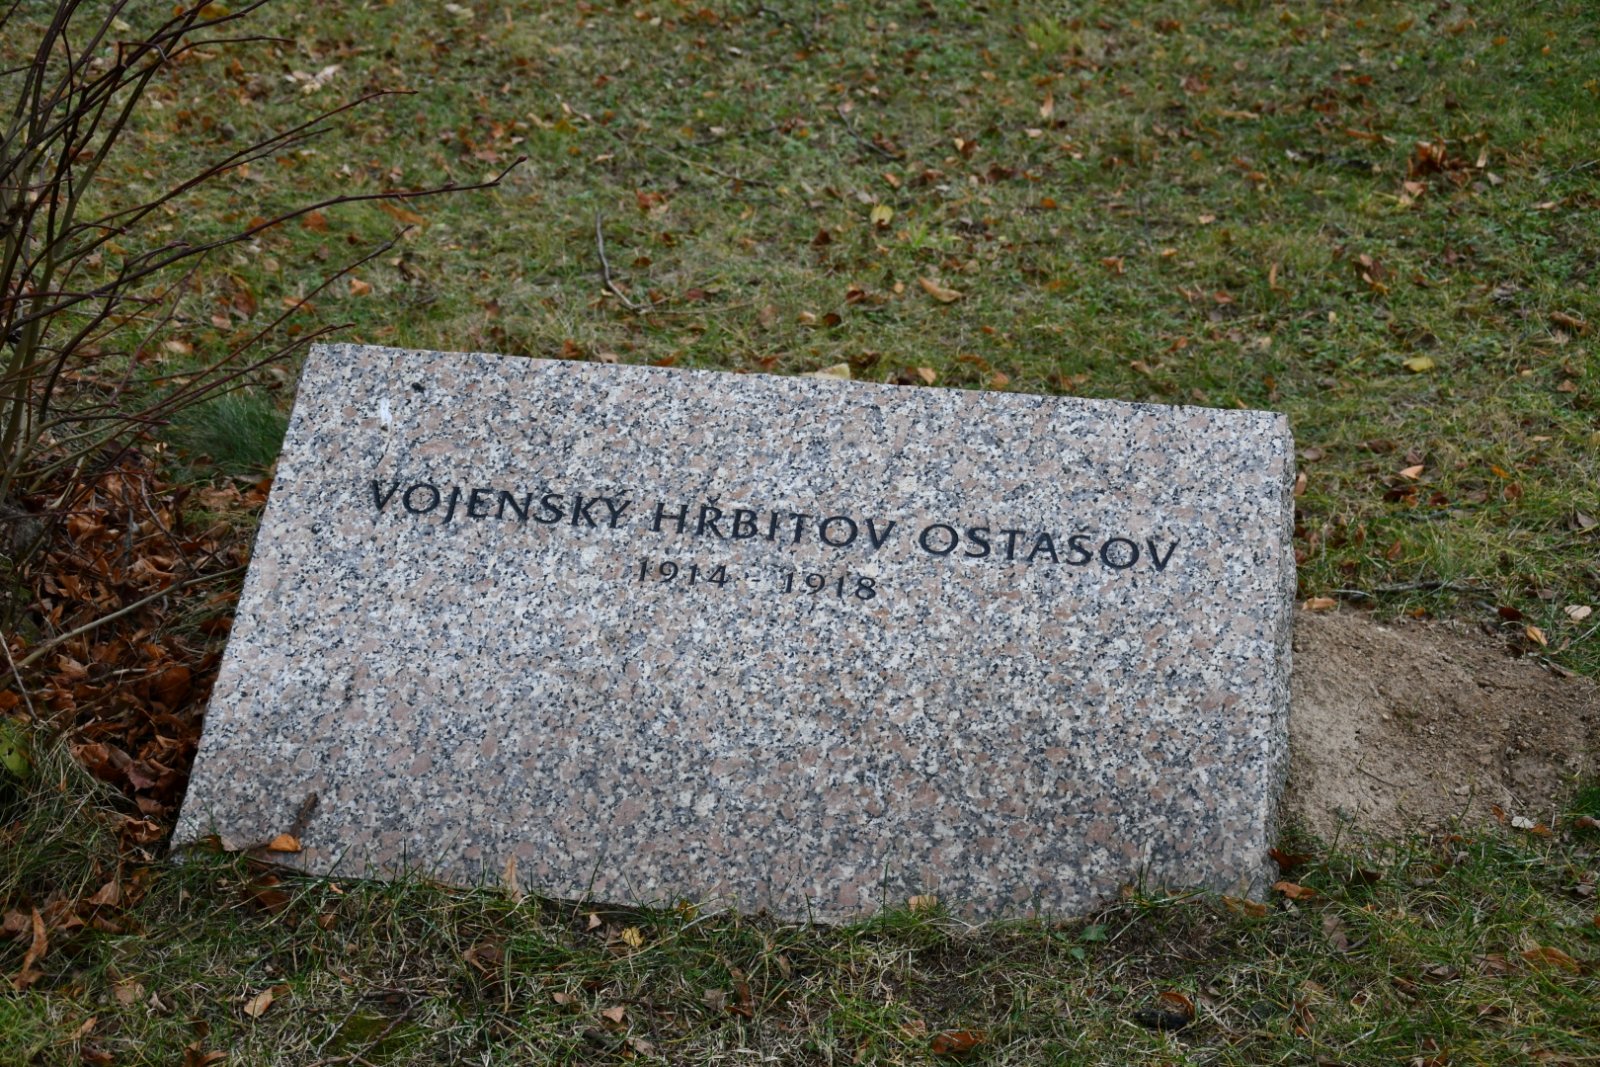 VOJENSKÝ HŘBITOV OSTAŠOV
1914 - 1918